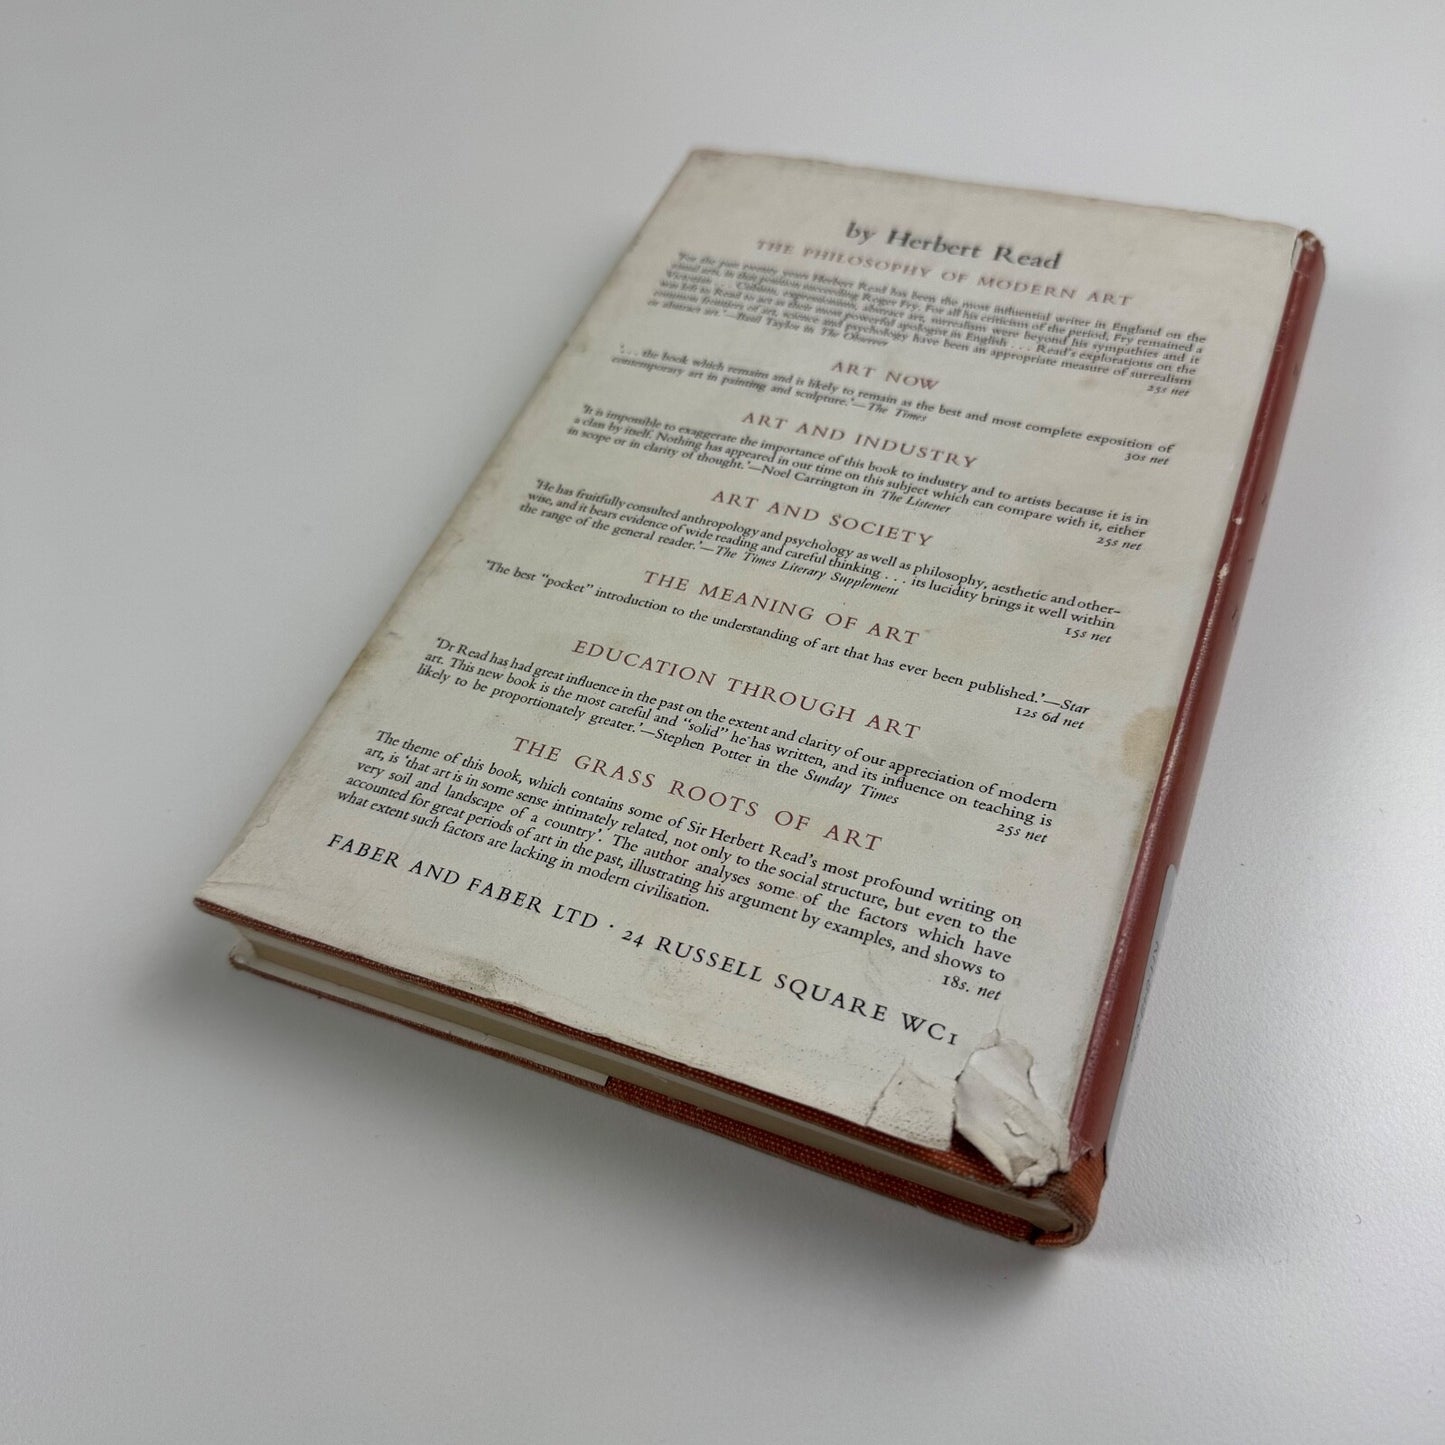 by Herbert Read
THE PHILOSOPHY OF MODERN ART
'For the past twenty years Herbert Read has been the most influential writer in England on the
visual arts, in that position succeeding Roger Fry. For all his criticism of the period, Fry remained a
Victorian . . . Cubism, expressionism, abstract art, surrealism were beyond his sympathies and it
was left to Read to act as their most powerful apologist in English . . . Read's explorations on the
common frontiers of art, science and psychology have been an appropriate measure of surrealism
or abstract art.'—Basil Taylor in The Observer
25s net
ART NOW
'. . . the book which remains and is likely to remain as the best and most complete exposition of
contemporary art in painting and sculpture.'—The Times
30s net
ART AND INDUSTRY
'It is impossible to exaggerate the importance of this book to industry and to artists because it is in
a class by itself. Nothing has appeared in our time on this subject which can compare with it, either
in scope or in clarity of thought.'—Noel Carrington in The Listener
25s net
ART AND SOCIETY
'He has fruitfully consulted anthropology and psychology as well as philosophy, aesthetic and other-
wise, and it bears evidence of wide reading and careful thinking . . . its lucidity brings it well within
the range of the general reader.'—The Times Literary Supplement
15s net
THE MEANING OF ART
'The best "pocket" introduction to the understanding of art that has ever been published.'—Star
12s 6d net
EDUCATION THROUGH ART
'Dr Read has had great influence in the past on the extent and clarity of our appreciation of modern
art. This new book is the most careful and "solid" he has written, and its influence on teaching is
likely to be proportionately greater.'—Stephen Potter in the Sunday Times
25s net
THE GRASS ROOTS OF ART
The theme of this book, which contains some of Sir Herbert Read's most profound writing on
art, is 'that art is in some sense intimately related, not only to the social structure, but even to the
very soil and landscape of a country'. The author analyses some of the factors which have
accounted for great periods of art in the past, illustrating his argument by examples, and shows to
what extent such factors are lacking in modern civilisation.
18s. net
FABER AND FABER LTD · 24 RUSSELL SQUARE WC1